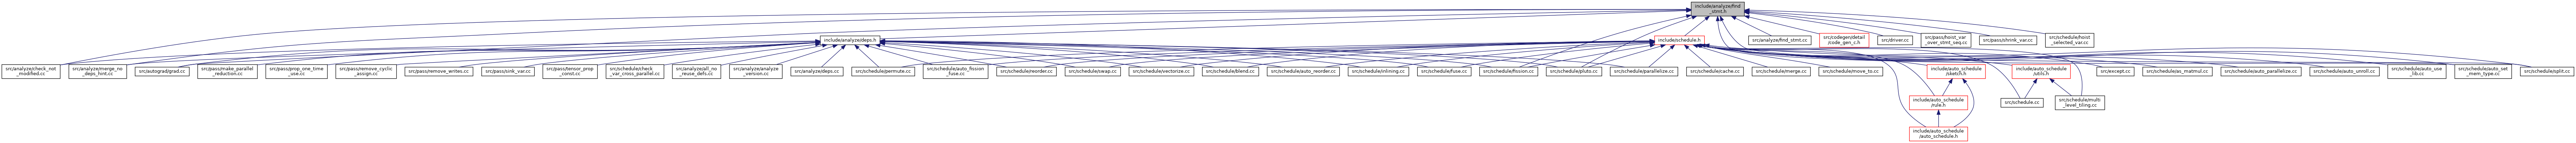 include/analyze/find
_stmt.h
include/analyze/deps.h
include/schedule.h
src/analyze/find_stmt.cc
src/codegen/detail
/code_gen_c.h
src/driver.cc
src/pass/hoist_var
_over_stmt_seq.cc
src/pass/shrink_var.cc
src/schedule/hoist
_selected_var.cc
src/analyze/check_not
_modified.cc
src/analyze/merge_no
_deps_hint.cc
src/autograd/grad.cc
src/pass/make_parallel
_reduction.cc
src/pass/prop_one_time
_use.cc
src/pass/remove_cyclic
_assign.cc
src/pass/remove_writes.cc
src/pass/sink_var.cc
src/pass/tensor_prop
_const.cc
src/schedule/check
_var_cross_parallel.cc
src/analyze/all_no
_reuse_defs.cc
src/analyze/analyze
_version.cc
src/analyze/deps.cc
src/schedule/permute.cc
src/schedule/auto_fission
_fuse.cc
src/schedule/reorder.cc
src/schedule/swap.cc
src/schedule/vectorize.cc
src/schedule/blend.cc
src/schedule/auto_reorder.cc
src/schedule/inlining.cc
src/schedule/fuse.cc
src/schedule/fission.cc
src/schedule/pluto.cc
src/schedule/parallelize.cc
src/schedule/cache.cc
src/schedule/merge.cc
src/schedule/move_to.cc
include/auto_schedule
/sketch.h
include/auto_schedule
/utils.h
src/except.cc
src/schedule/as_matmul.cc
src/schedule/auto_parallelize.cc
src/schedule/auto_unroll.cc
src/schedule/auto_use
_lib.cc
src/schedule/auto_set
_mem_type.cc
src/schedule/split.cc
include/auto_schedule
/rule.h
src/schedule.cc
src/schedule/multi
_level_tiling.cc
include/auto_schedule
/auto_schedule.h